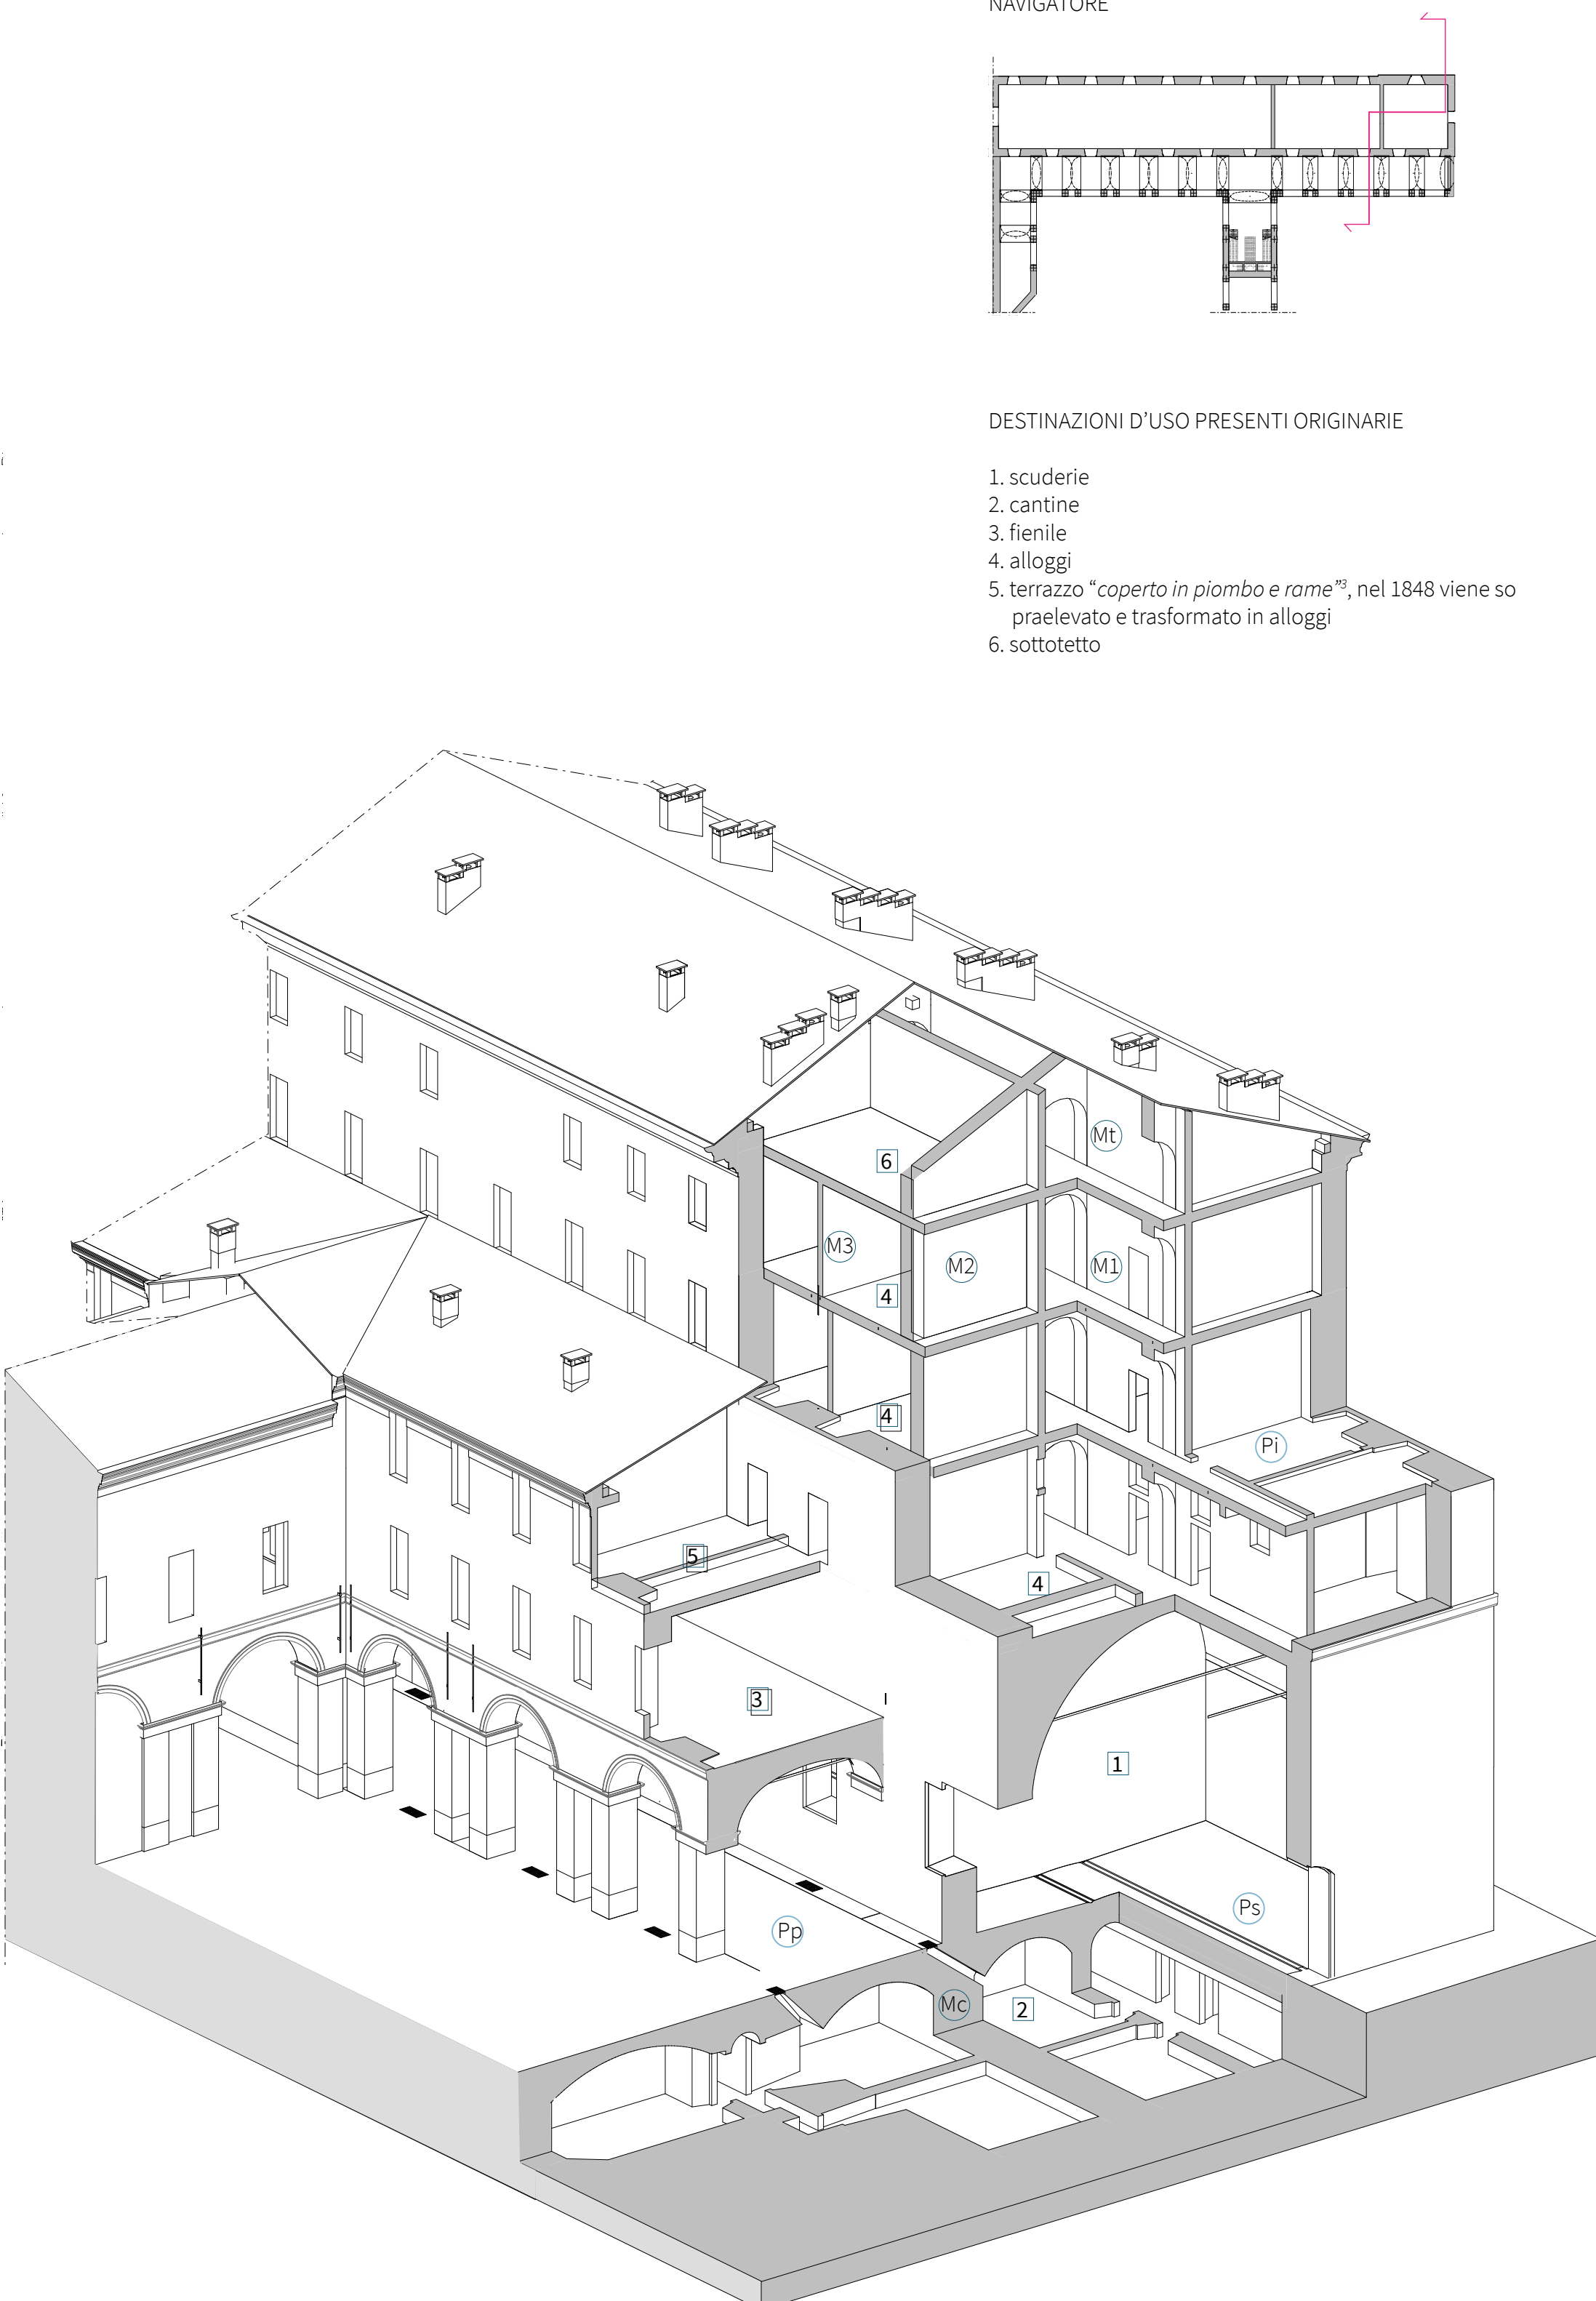 NAVIGATORE
DESTINAZIONI D'USO PRESENTI ORIGINARIE
1. scuderie
2. cantine
3. fienile
4. alloggi
5. terrazzo “coperto in piombo e rame”³, nel 1848 viene so
praelevato e trasformato in alloggi
6. sottotetto
Mt
6
M3
M2
M1
4
4
Pi
5
4
3
1
Ps
Pp
Mc
2